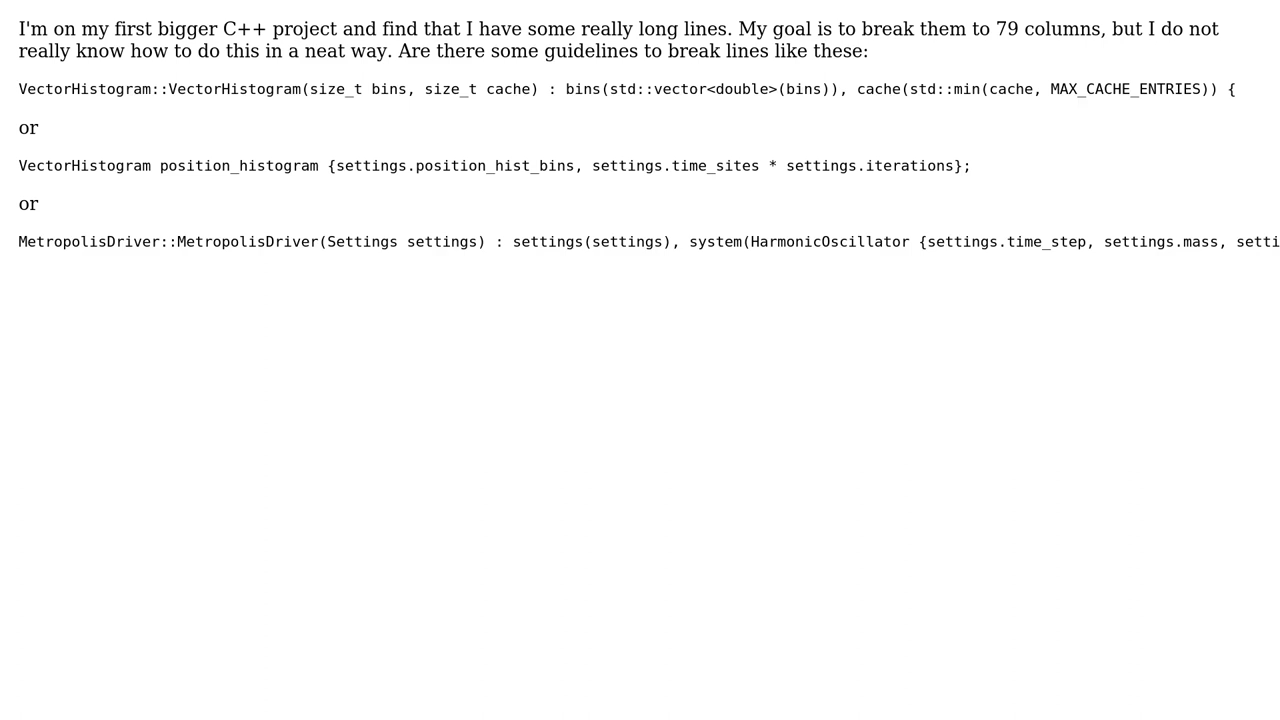 I'm on my first bigger C++ project and find that I have some really long lines. My goal is to break them to 79 columns, but I do not
really know how to do this in a neat way. Are there some guidelines to break lines like these:
VectorHistogram::VectorHistogram(size_t bins, size_t cache) : bins(std::vector<double>(bins)), cache(std::min(cache, MAX_CACHE_ENTRIES)) {
or
VectorHistogram position_histogram {settings.position_hist_bins, settings.time_sites * settings.iterations};
or
MetropolisDriver::MetropolisDriver(Settings settings) : settings(settings), system(HarmonicOscillator {settings.time_step, settings.mass,